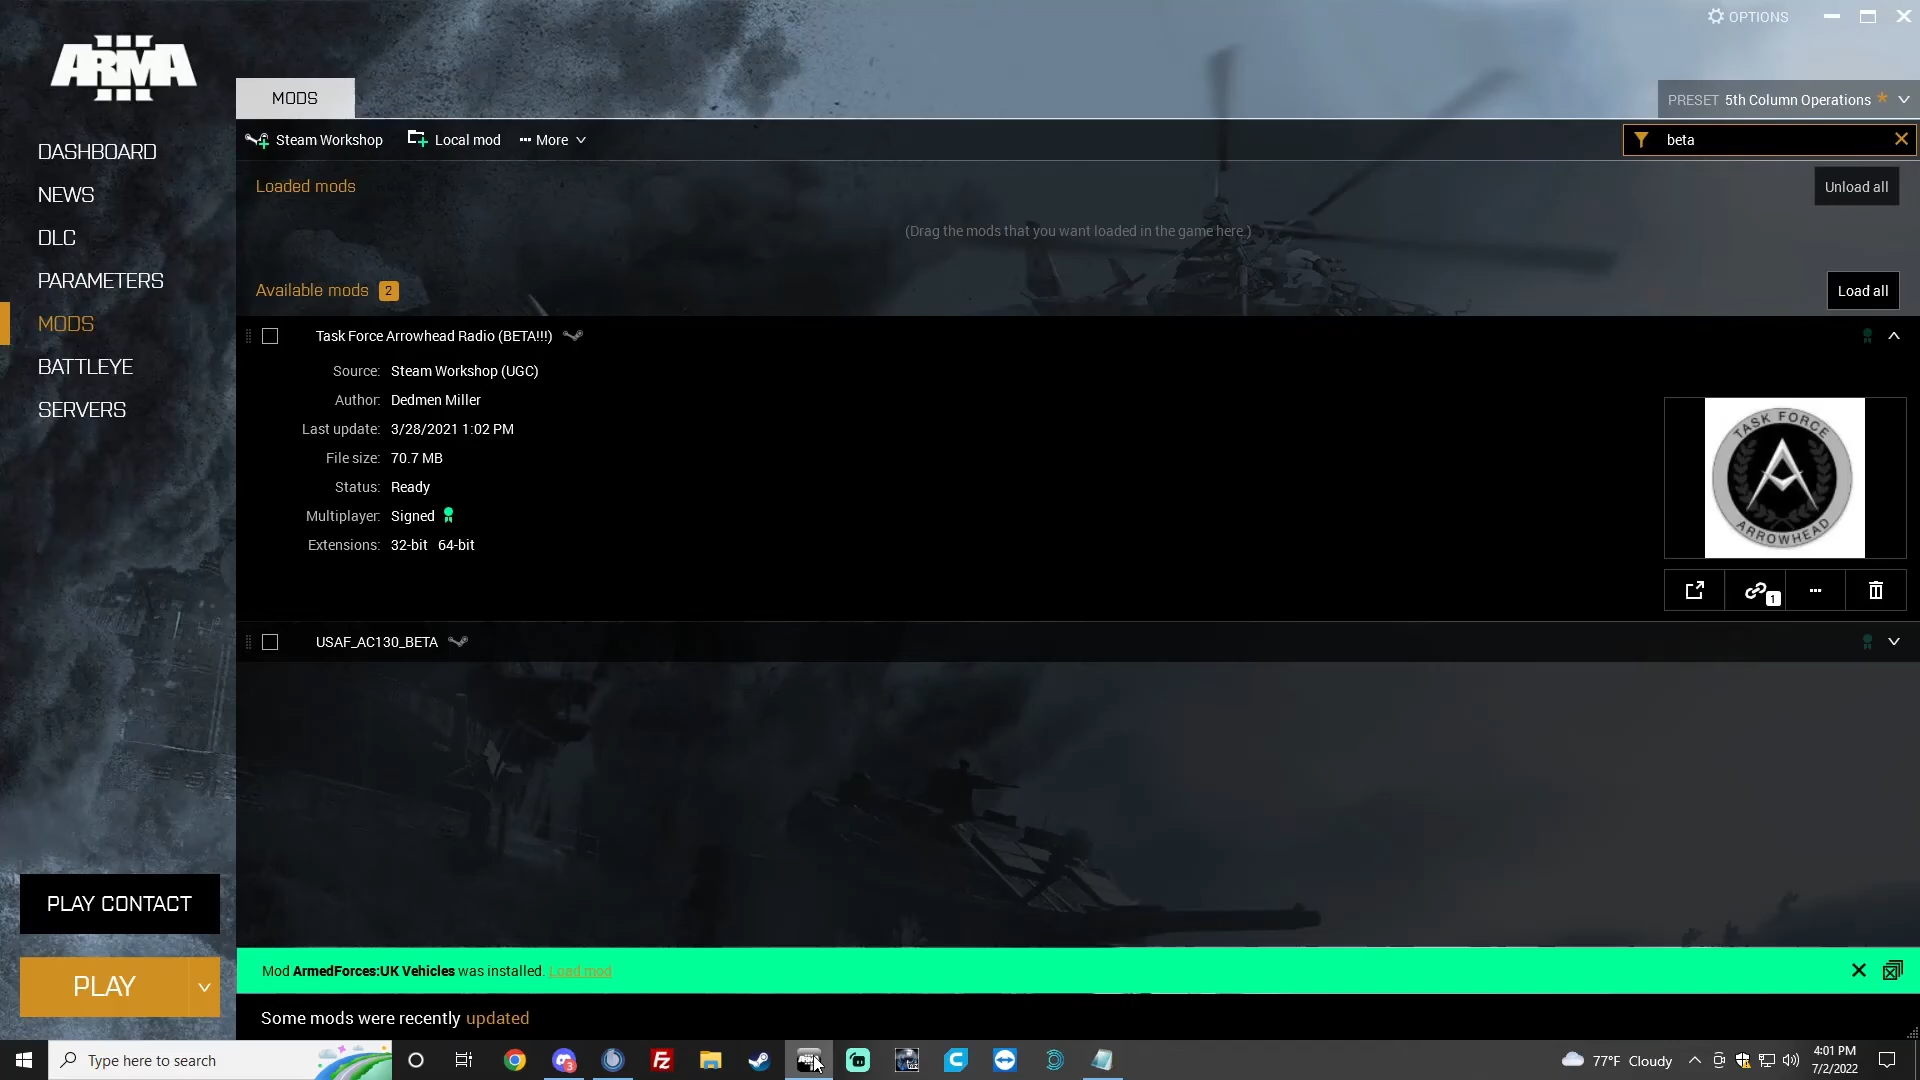 OPTIONS
ARMA III
MODS
PRESET 5th Column Operations *
DASHBOARD
NEWS
DLC
PARAMETERS
MODS
BATTLEYE
SERVERS
Steam Workshop Local mod ... More
beta
Loaded mods
Unload all
(Drag the mods that you want loaded in the game here.)
Available mods 2
Load all
Task Force Arrowhead Radio (BETA!!!)
Source: Steam Workshop (UGC)
Author: Dedmen Miller
Last update: 3/28/2021 1:02 PM
File size: 70.7 MB
Status: Ready
Multiplayer: Signed
Extensions: 32-bit 64-bit
TASK FORCE
ARROWHEAD
1
...
USAF_AC130_BETA
PLAY CONTACT
PLAY
Mod ArmedForces:UK Vehicles was installed. Load mod
Some mods were recently updated
Type here to search
3
77°F Cloudy
4:01 PM
7/2/2022